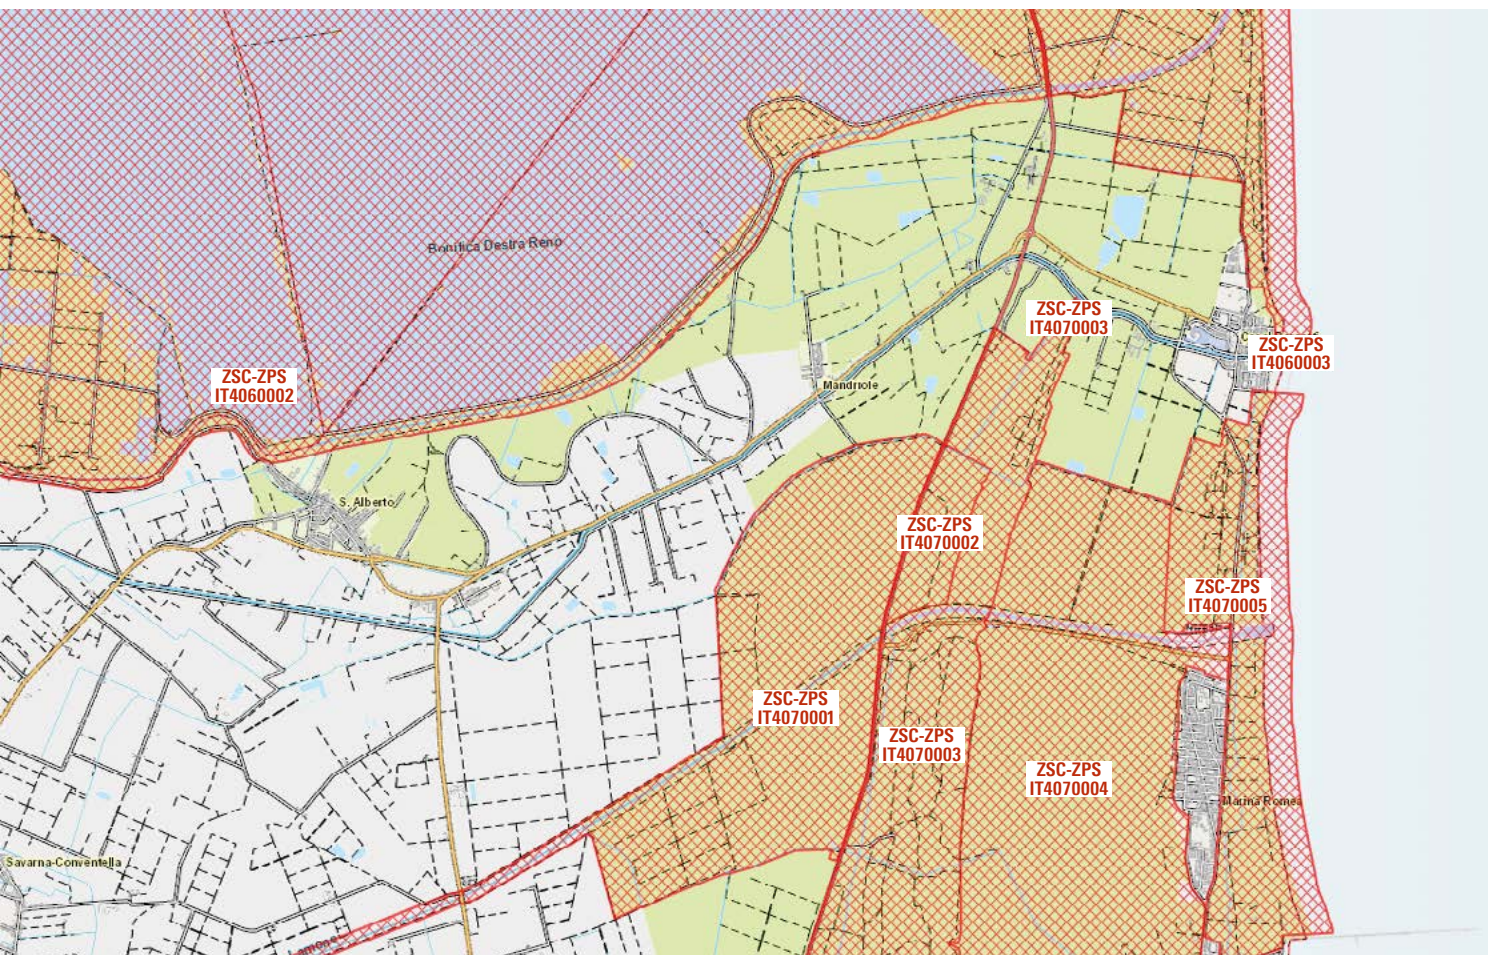 Bonifica Destra Reno
ZSC-ZPS
IT4070003
ZSC-ZPS
IT4060003
ZSC-ZPS
IT4060002
Mandriole
S. Alberto
ZSC-ZPS
IT4070002
ZSC-ZPS
IT4070005
ZSC-ZPS
IT4070001
ZSC-ZPS
IT4070003
ZSC-ZPS
IT4070004
Marina Romea
Savarna-Conventella
Lamone